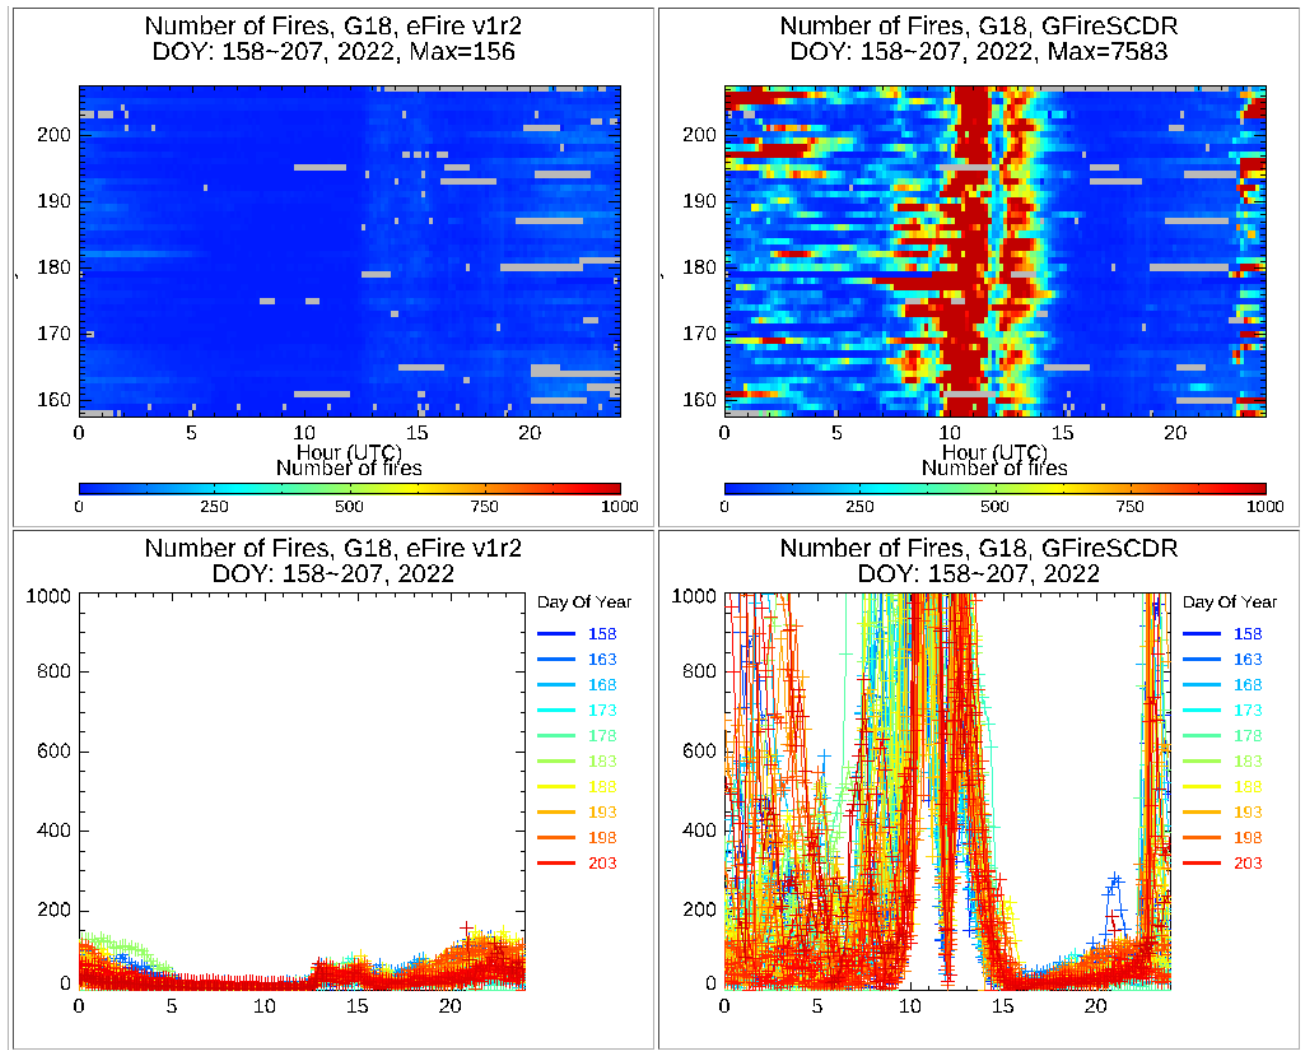 Number of Fires, G18, eFire v1r2
DOY: 158~207, 2022, Max=156
200
190
180
170
160
0 5 10 15 20
Hour (UTC)
Number of fires
0 250 500 750 1000
Number of Fires, G18, GFireSCDR
DOY: 158~207, 2022, Max=7583
200
190
180
170
160
0 5 10 15 20
Hour (UTC)
Number of fires
0 250 500 750 1000
Number of Fires, G18, eFire v1r2
DOY: 158~207, 2022
1000
800
600
400
200
0
0 5 10 15 20
Day Of Year
158
163
168
173
178
183
188
193
198
203
Number of Fires, G18, GFireSCDR
DOY: 158~207, 2022
1000
800
600
400
200
0
0 5 10 15 20
Day Of Year
158
163
168
173
178
183
188
193
198
203